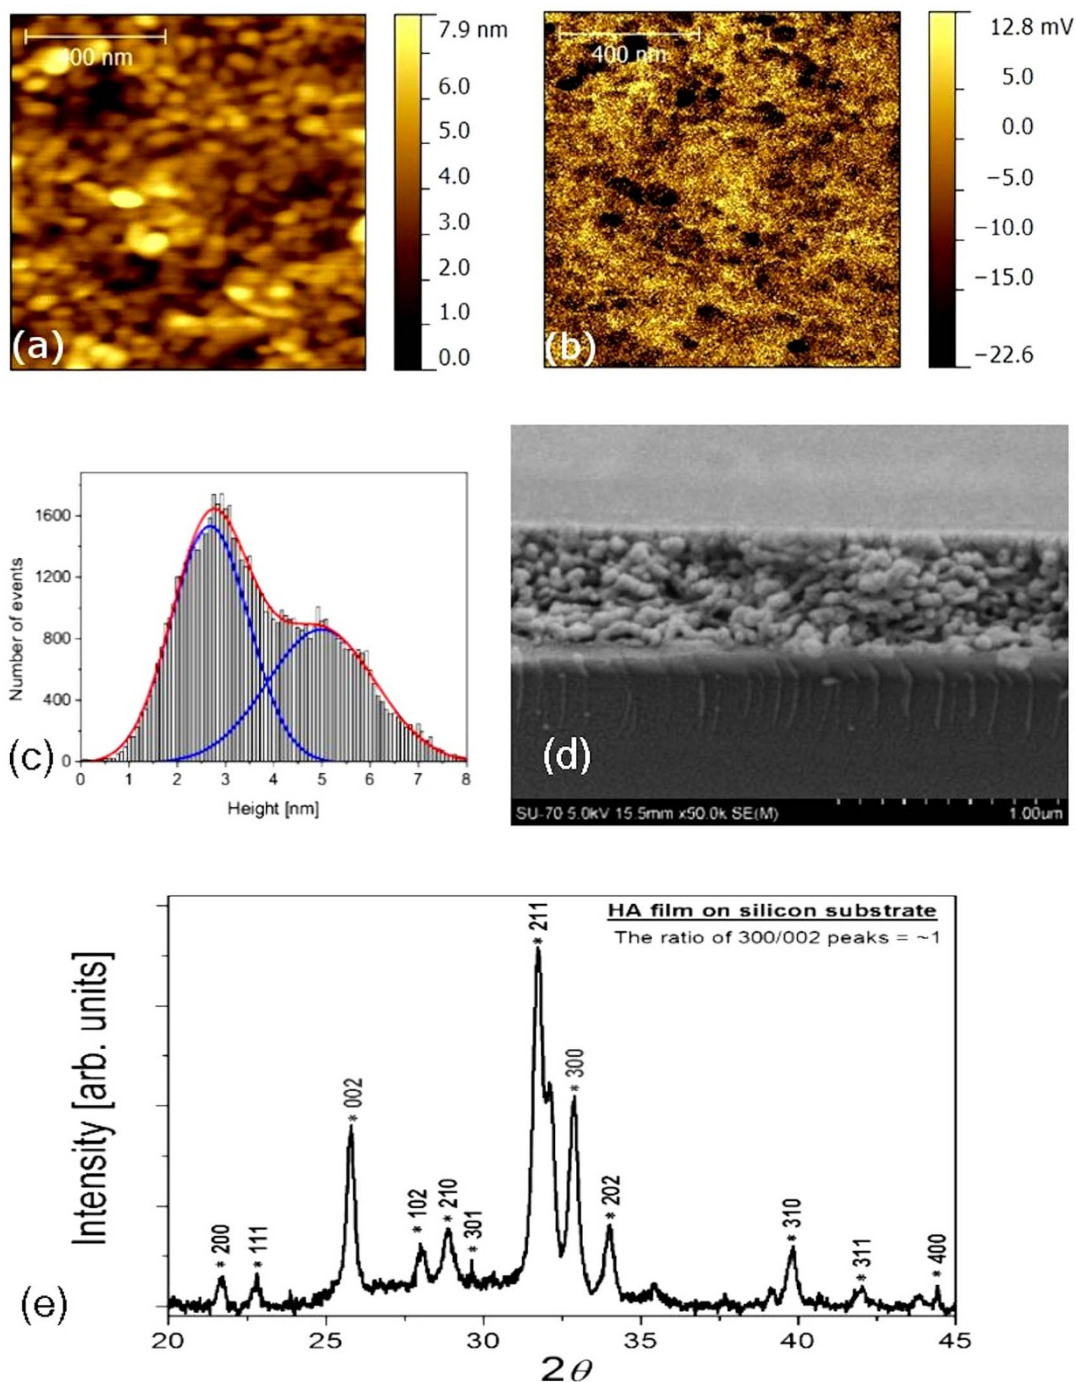 400 nm
(a)
7.9 nm
6.0
5.0
4.0
3.0
2.0
1.0
0.0
400 nm
(b)
12.8 mV
5.0
0.0
−5.0
−10.0
−15.0
−22.6
Number of events
1600
1200
800
400
0
0 1 2 3 4 5 6 7 8
Height [nm]
(c)
(d)
SU-70 5.0kV 15.5mm x50.0k SE(M) 1.00um
HA film on silicon substrate
The ratio of 300/002 peaks = ~1
Intensity [arb. units]
* 200
* 111
* 002
* 102
* 210
* 301
* 211
* 300
* 202
* 310
* 311
* 400
(e)
20 25 30 35 40 45
2θ